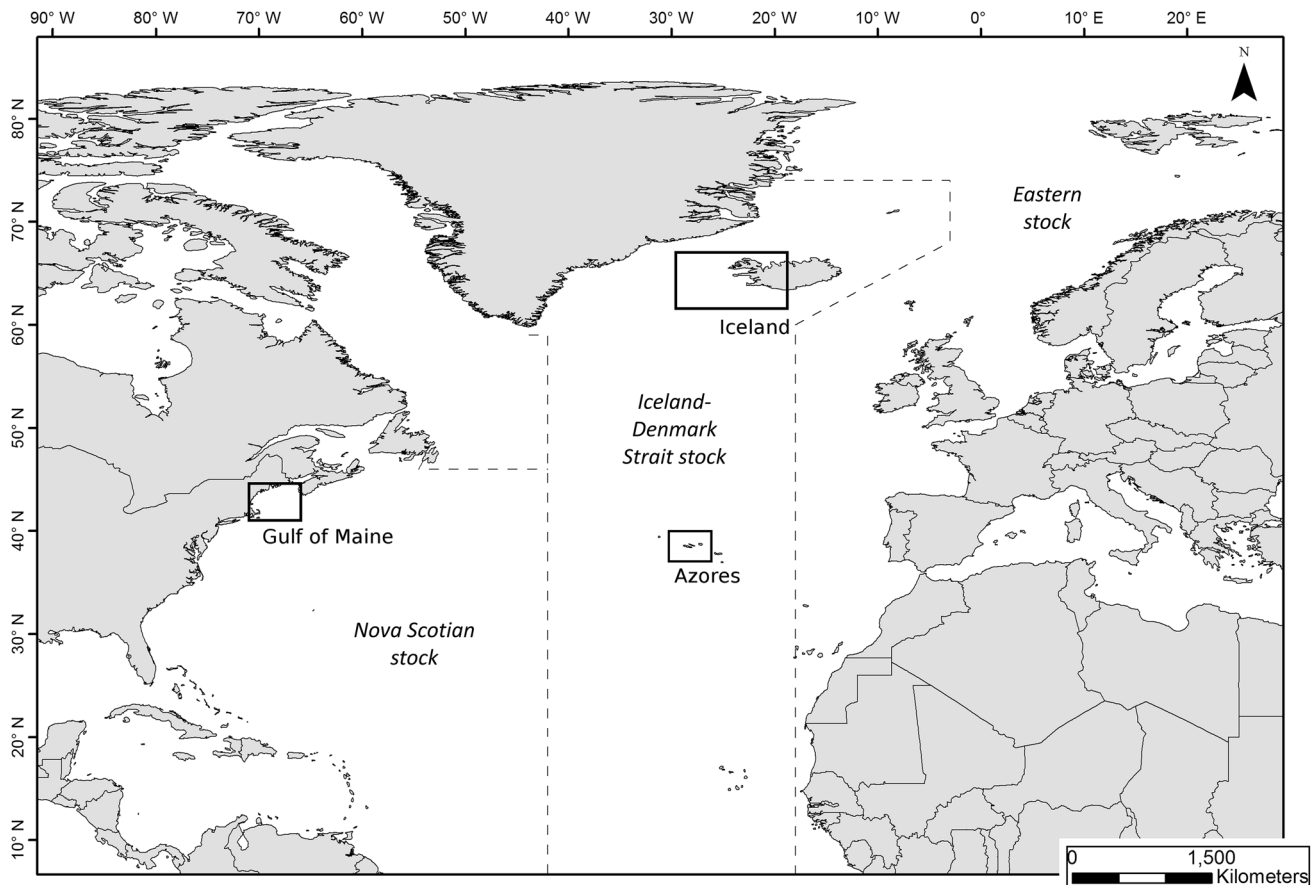 90° W 80° W 70° W 60° W 50° W 40° W 30° W 20° W 10° W 0° 10° E 20° E
N
80° N
Eastern
stock
70° N
60° N
Iceland
Iceland-
Denmark
Strait stock
50° N
40° N
Gulf of Maine
Azores
30° N
Nova Scotian
stock
20° N
10° N
0 1,500
Kilometers